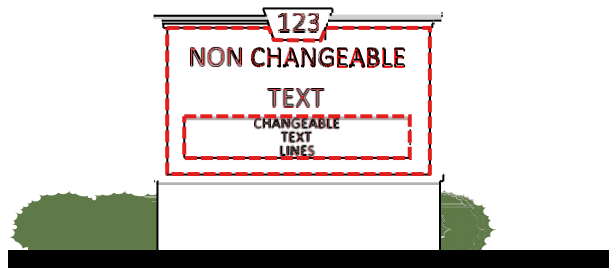 123
NON CHANGEABLE
TEXT
CHANGEABLE
TEXT
LINES